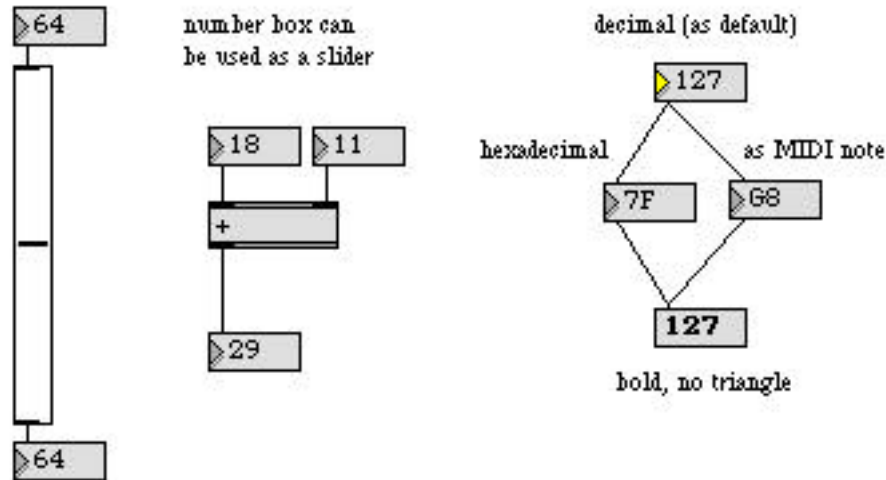 64
number box can
be used as a slider
decimal (as default)
127
18
11
hexadecimal
as MIDI note
7F
G8
+
29
127
bold, no triangle
64